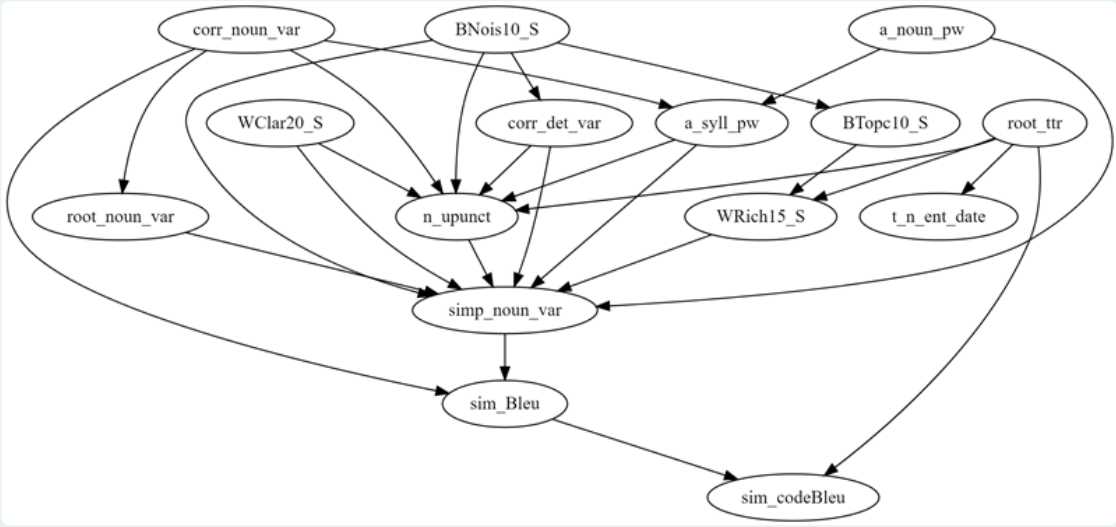 corr_noun_var
BNois10_S
a_noun_pw
WClar20_S
corr_det_var
a_syll_pw
BTopc10_S
root_ttr
root_noun_var
n_upunct
WRich15_S
t_n_ent_date
simp_noun_var
sim_Bleu
sim_codeBleu